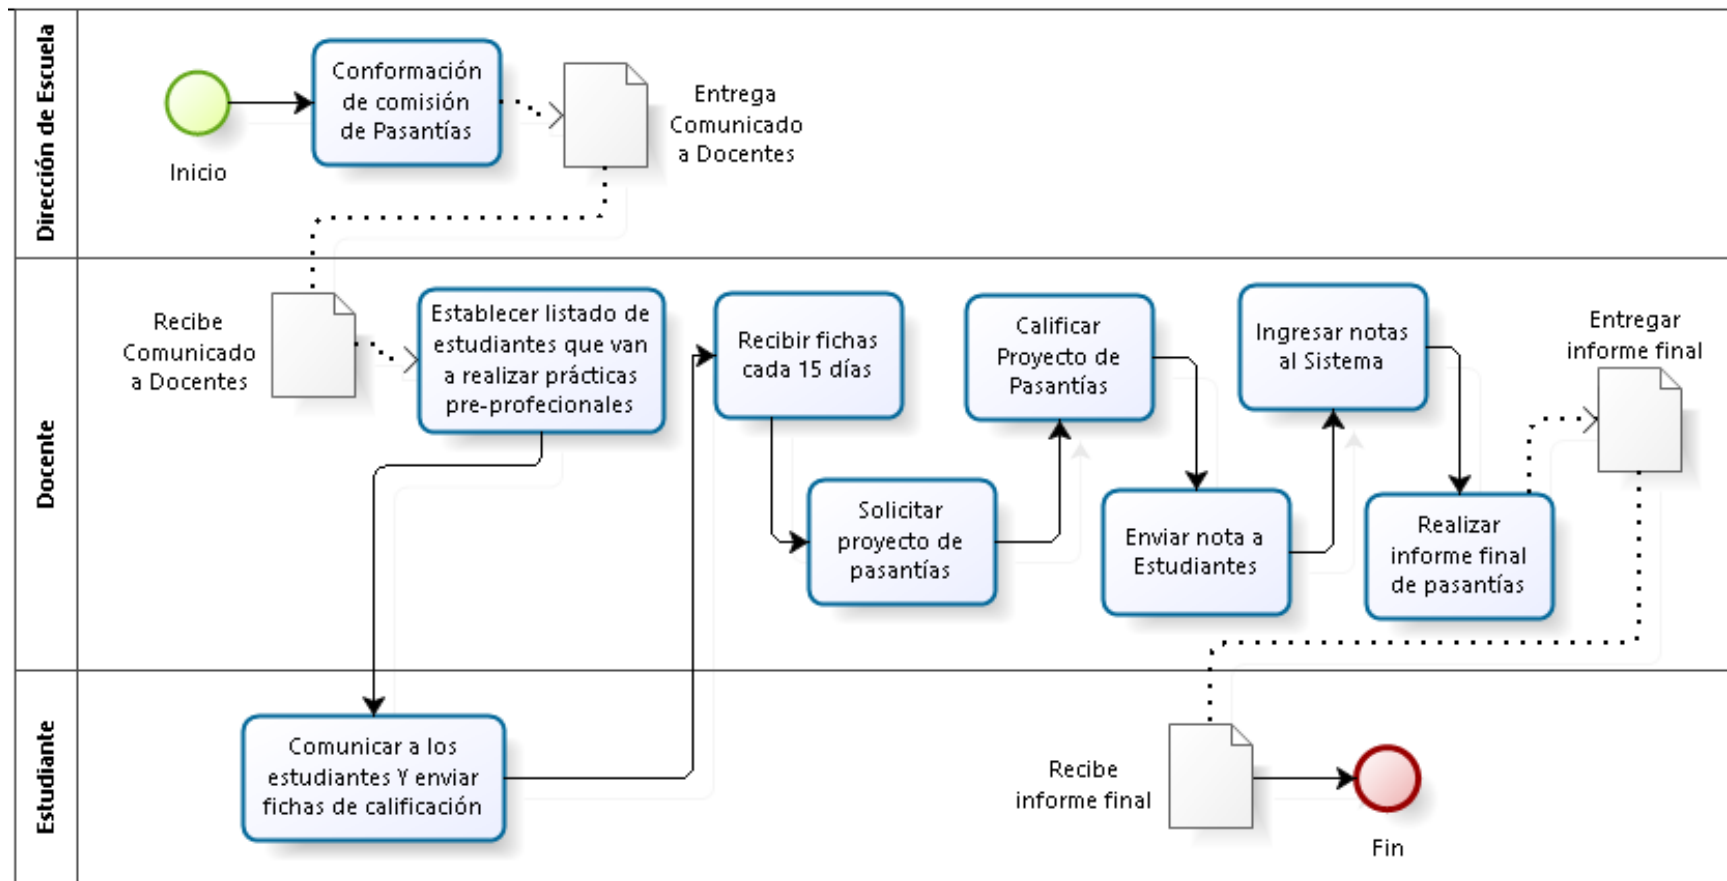 Dirección de Escuela
Inicio
Conformación
de comisión
de Pasantías
Entrega
Comunicado
a Docentes
Docente
Recibe
Comunicado
a Docentes
Establecer listado de
estudiantes que van
a realizar prácticas
pre-profecionales
Recibir fichas
cada 15 días
Solicitar
proyecto de
pasantías
Calificar
Proyecto de
Pasantías
Enviar nota a
Estudiantes
Ingresar notas
al Sistema
Realizar
informe final
de pasantías
Entregar
informe final
Estudiante
Comunicar a los
estudiantes Y enviar
fichas de calificación
Recibe
informe final
Fin